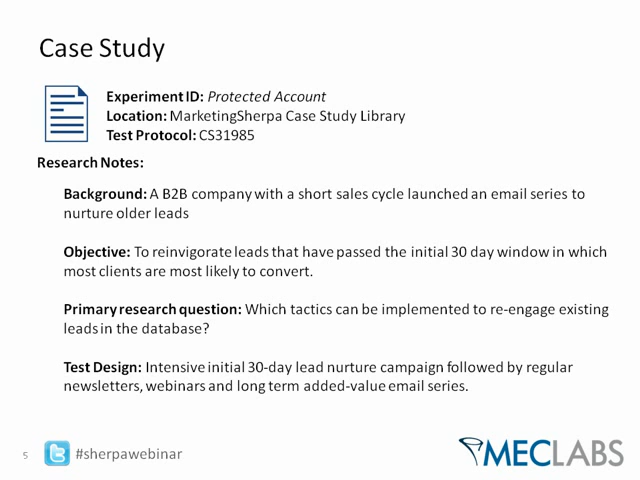 Case Study
Experiment ID: Protected Account
Location: MarketingSherpa Case Study Library
Test Protocol: CS31985
Research Notes:
Background: A B2B company with a short sales cycle launched an email series to
nurture older leads
Objective: To reinvigorate leads that have passed the initial 30 day window in which
most clients are most likely to convert.
Primary research question: Which tactics can be implemented to re-engage existing
leads in the database?
Test Design: Intensive initial 30-day lead nurture campaign followed by regular
newsletters, webinars and long term added-value email series.
5 #sherpawebinar MECLABS